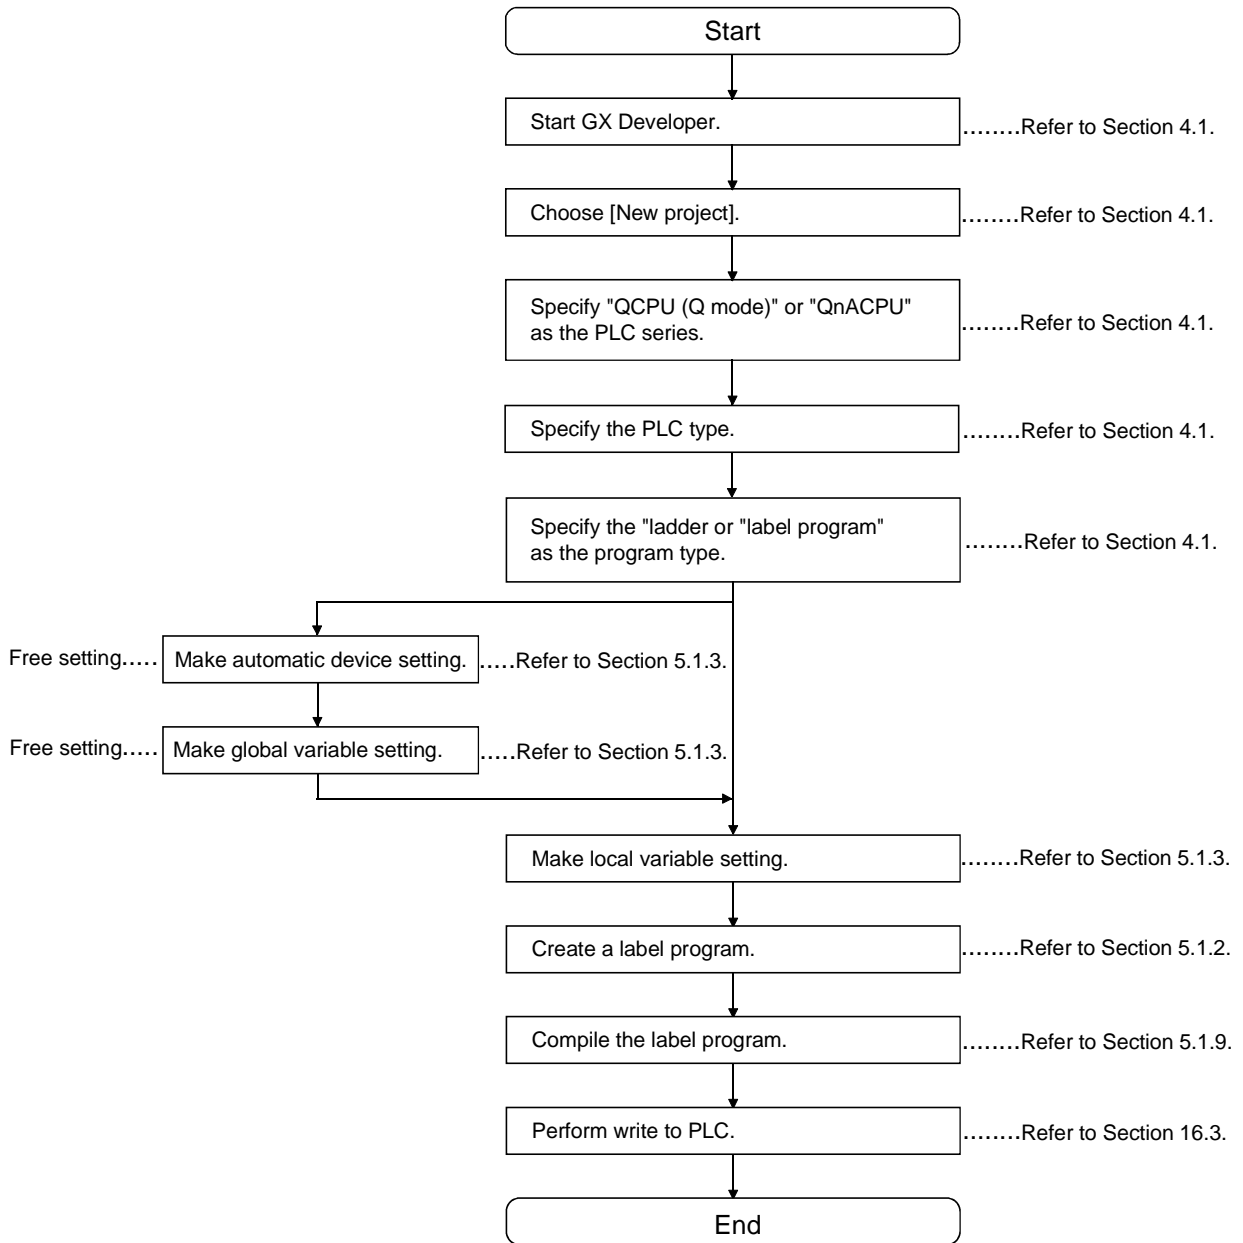 Start
Start GX Developer.
........Refer to Section 4.1.
Choose [New project].
........Refer to Section 4.1.
Specify "QCPU (Q mode)" or "QnACPU"
as the PLC series.
........Refer to Section 4.1.
Specify the PLC type.
........Refer to Section 4.1.
Specify the "ladder or "label program"
as the program type.
........Refer to Section 4.1.
Free setting.....
Make automatic device setting.
.....Refer to Section 5.1.3.
Free setting.....
Make global variable setting.
.....Refer to Section 5.1.3.
Make local variable setting.
........Refer to Section 5.1.3.
Create a label program.
........Refer to Section 5.1.2.
Compile the label program.
........Refer to Section 5.1.9.
Perform write to PLC.
........Refer to Section 16.3.
End